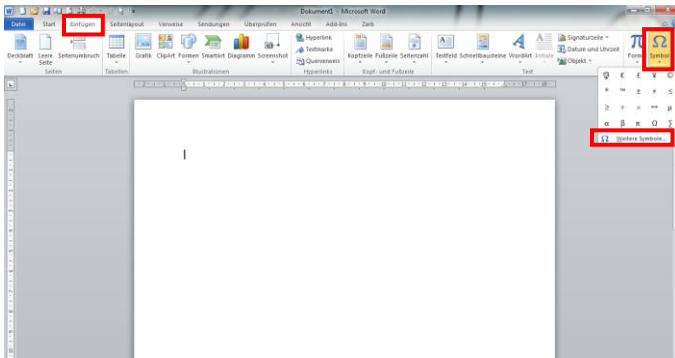 Dokument1 - Microsoft Word
Datei Start Einfügen Seitenlayout Verweise Sendungen Überprüfen Ansicht Add-Ins Zarb
Deckblatt Leere Seite Seitenumbruch Tabelle Grafik ClipArt Formen SmartArt Diagramm Screenshot
Hyperlink
Textmarke
Querverweis
Kopfzeile Fußzeile Seitenzahl Textfeld Schnellbausteine WordArt Initiale
Signaturzeile
Datum und Uhrzeit
Objekt
Formel Symbol
Seiten Tabellen Illustrationen Hyperlinks Kopf- und Fußzeile Text
€ £ ¥ ©
® ™ ± ≠ ≤
≥ ÷ × ∞ µ
α β π Ω ∑
Ω Weitere Symbole...